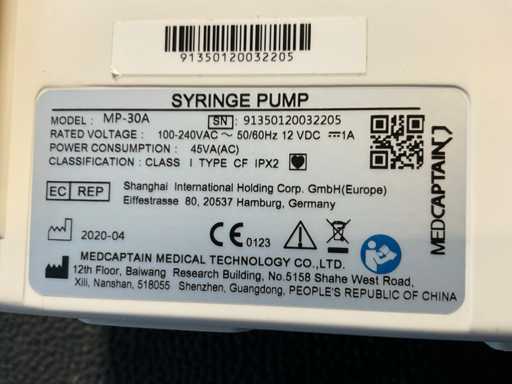 91350120032205
SYRINGE PUMP
MODEL : MP-30A SN : 91350120032205
RATED VOLTAGE : 100-240VAC ~ 50/60Hz 12 VDC ⎓ 1A
POWER CONSUMPTION : 45VA(AC)
CLASSIFICATION : CLASS I TYPE CF IPX2
EC REP Shanghai International Holding Corp. GmbH(Europe)
Eiffestrasse 80, 20537 Hamburg, Germany
2020-04
CE 0123
MEDCAPTAIN
MEDCAPTAIN MEDICAL TECHNOLOGY CO.,LTD.
12th Floor, Baiwang Research Building, No.5158 Shahe West Road,
Xili, Nanshan, 518055 Shenzhen, Guangdong, PEOPLE'S REPUBLIC OF CHINA